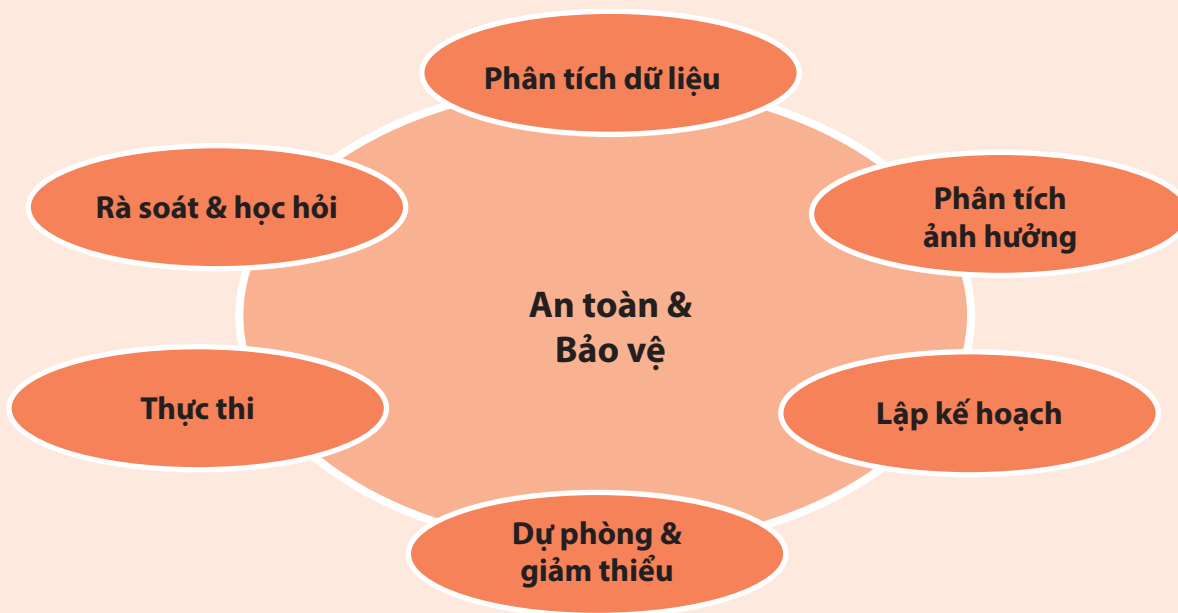 Phân tích dữ liệu
Rà soát & học hỏi
Phân tích
ảnh hưởng
An toàn &
Bảo vệ
Thực thi
Lập kế hoạch
Dự phòng &
giảm thiểu